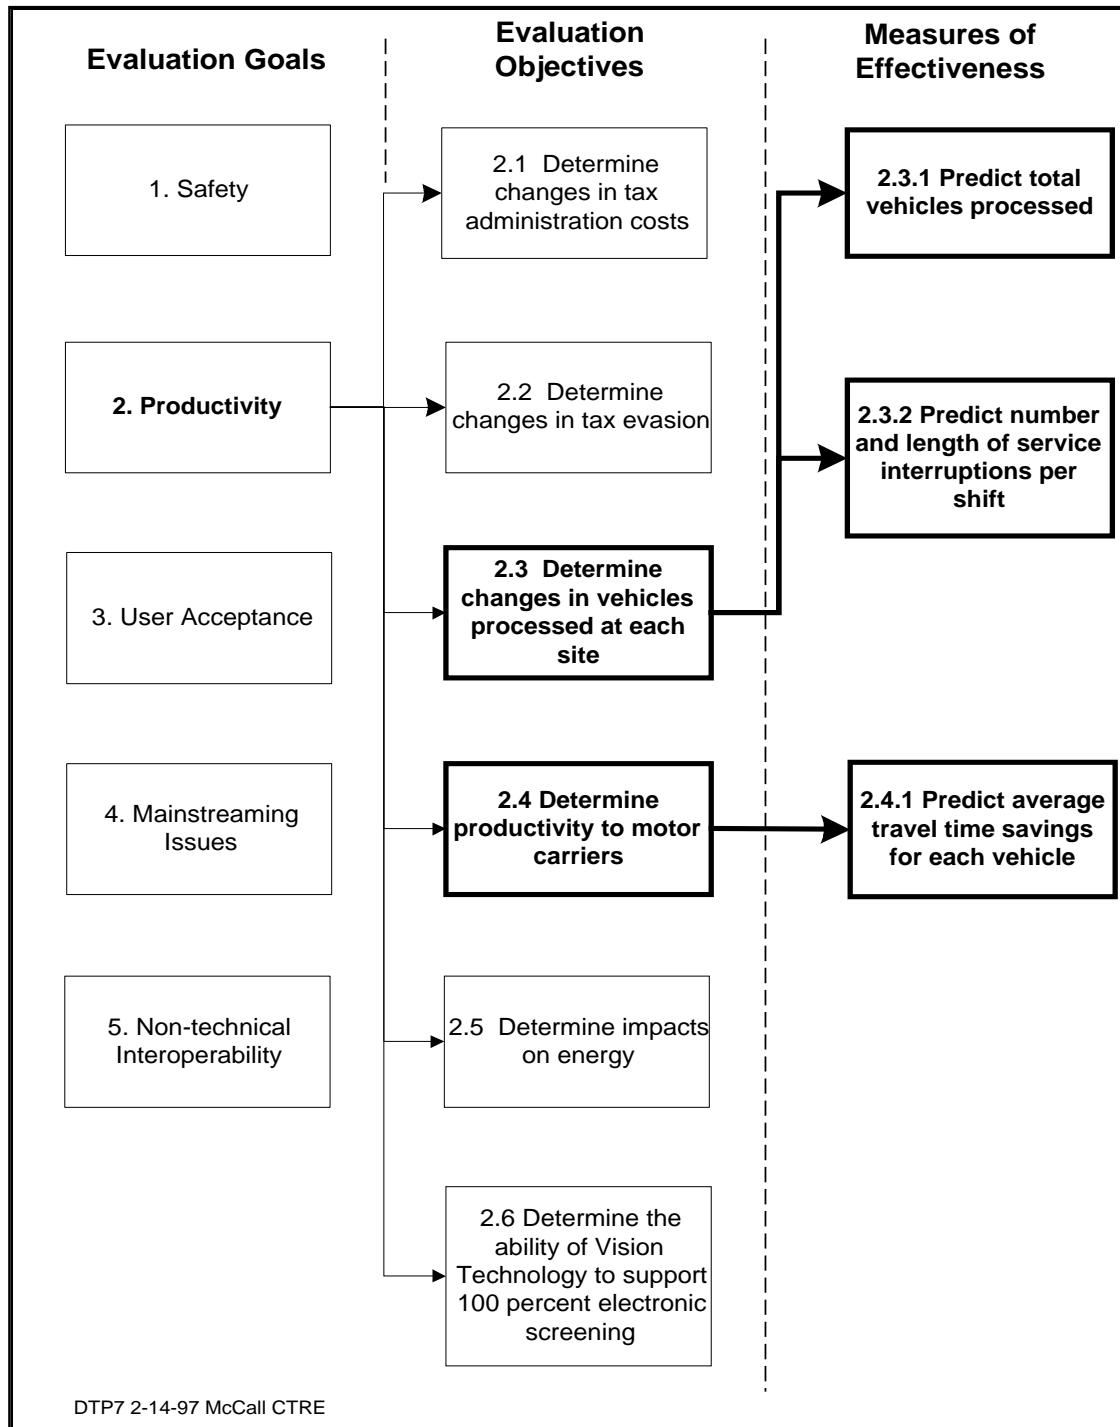 Evaluation Goals
Evaluation
Objectives
Measures of
Effectiveness
1. Safety
2. Productivity
3. User Acceptance
4. Mainstreaming
Issues
5. Non-technical
Interoperability
2.1 Determine
changes in tax
administration costs
2.2 Determine
changes in tax evasion
2.3 Determine
changes in vehicles
processed at each
site
2.4 Determine
productivity to motor
carriers
2.5 Determine impacts
on energy
2.6 Determine the
ability of Vision
Technology to support
100 percent electronic
screening
2.3.1 Predict total
vehicles processed
2.3.2 Predict number
and length of service
interruptions per
shift
2.4.1 Predict average
travel time savings
for each vehicle
DTP7 2-14-97 McCall CTRE